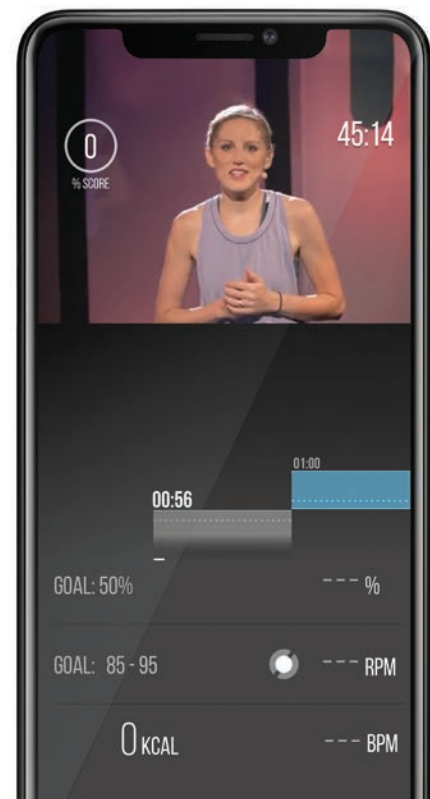 0
% SCORE
45:14
01:00
00:56
GOAL: 50%
--- %
GOAL: 85 - 95
--- RPM
0 KCAL
--- BPM